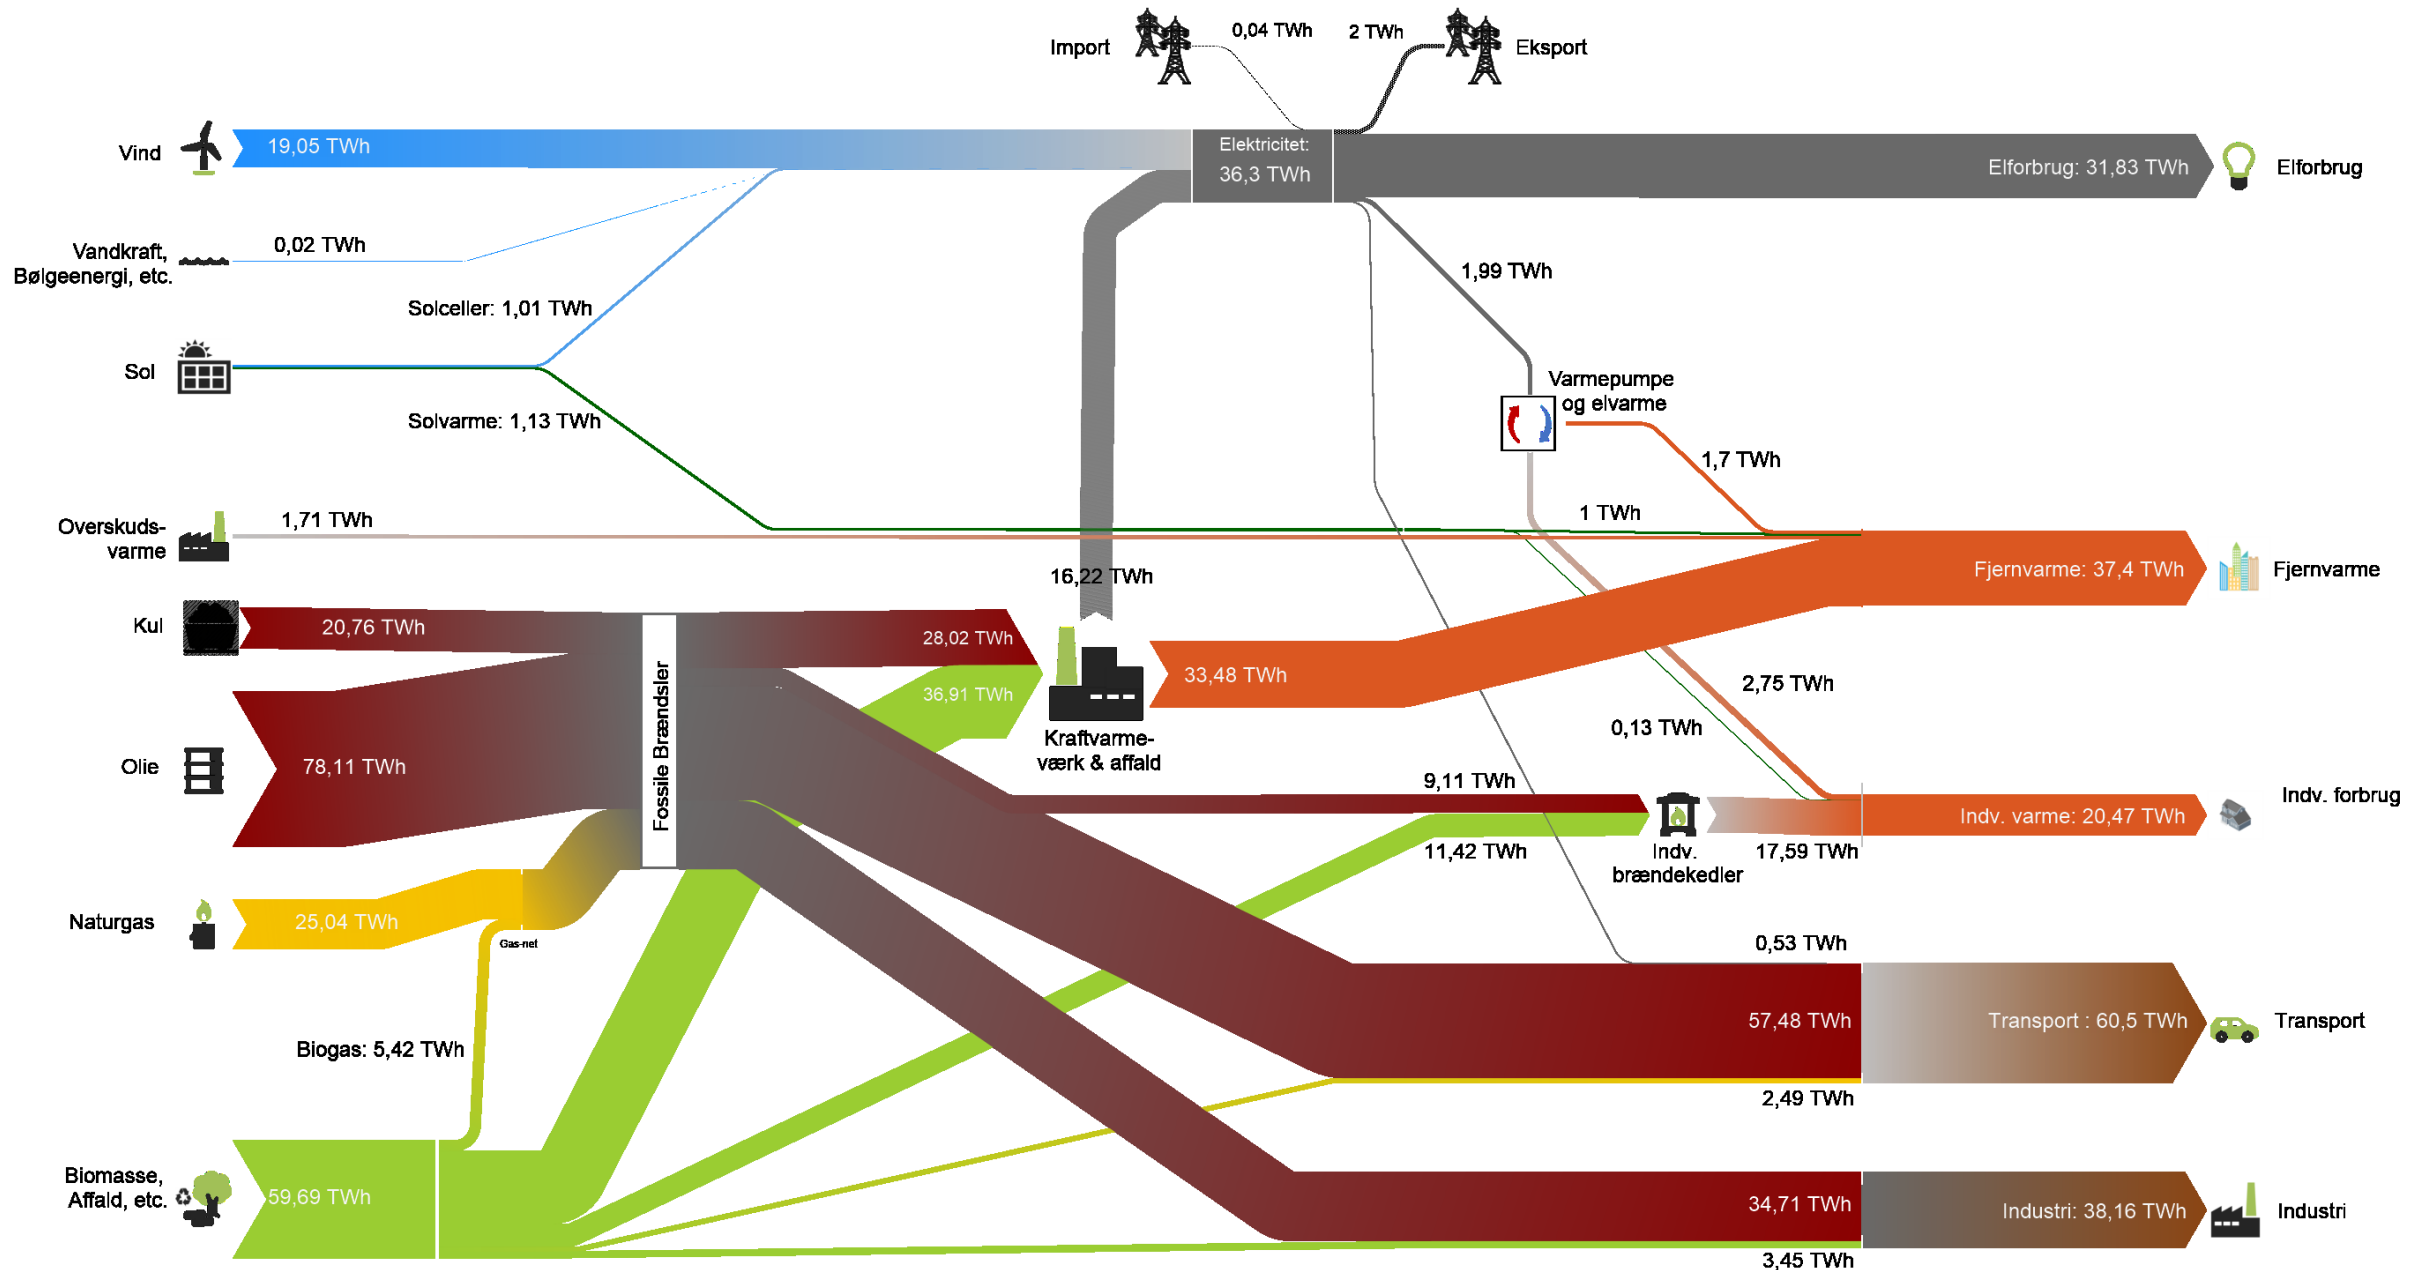 0,04 TWh
2 TWh
Import
Eksport
Vind
19,05 TWh
Elektricitet:
36,3 TWh
Elforbrug: 31,83 TWh
Elforbrug
Vandkraft,
Bølgeenergi, etc.
0,02 TWh
1,99 TWh
Solceller: 1,01 TWh
Sol
Varmepumpe
og elvarme
Solvarme: 1,13 TWh
1,7 TWh
Overskuds-
varme
1,71 TWh
1 TWh
16,22 TWh
Fjernvarme: 37,4 TWh
Fjernvarme
Kul
20,76 TWh
28,02 TWh
36,91 TWh
33,48 TWh
2,75 TWh
0,13 TWh
Kraftvarme-
værk & affald
Olie
78,11 TWh
Fossile Brændsler
9,11 TWh
Indv. forbrug
Indv. varme: 20,47 TWh
11,42 TWh
Indv.
brændekedler
17,59 TWh
Naturgas
25,04 TWh
Gas-net
0,53 TWh
57,48 TWh
Transport : 60,5 TWh
Transport
Biogas: 5,42 TWh
2,49 TWh
Biomasse,
Affald, etc.
59,69 TWh
34,71 TWh
Industri: 38,16 TWh
Industri
3,45 TWh